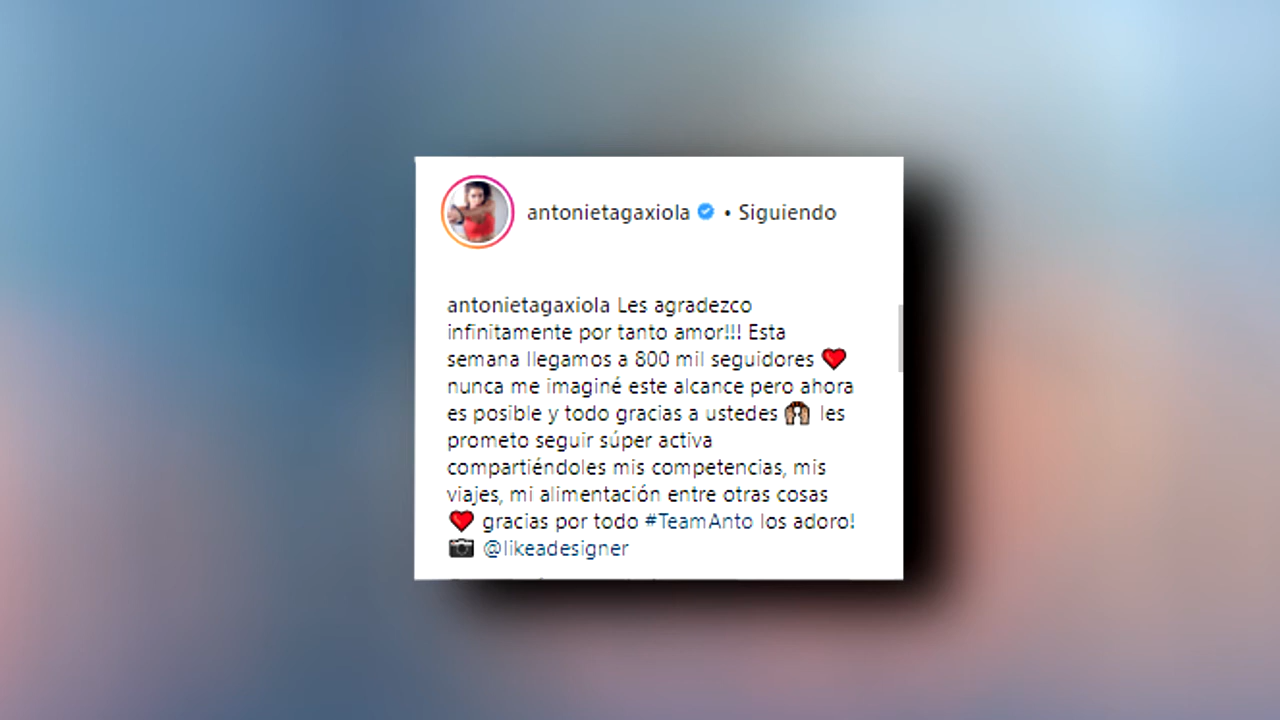 antonietagaxiola • Siguiendo
antonietagaxiola Les agradezco
infinitamente por tanto amor!!! Esta
semana llegamos a 800 mil seguidores ❤️
nunca me imaginé este alcance pero ahora
es posible y todo gracias a ustedes 🙌🏽 les
prometo seguir súper activa
compartiéndoles mis competencias, mis
viajes, mi alimentación entre otras cosas
❤️ gracias por todo #TeamAnto los adoro!
📷 @likeadesigner